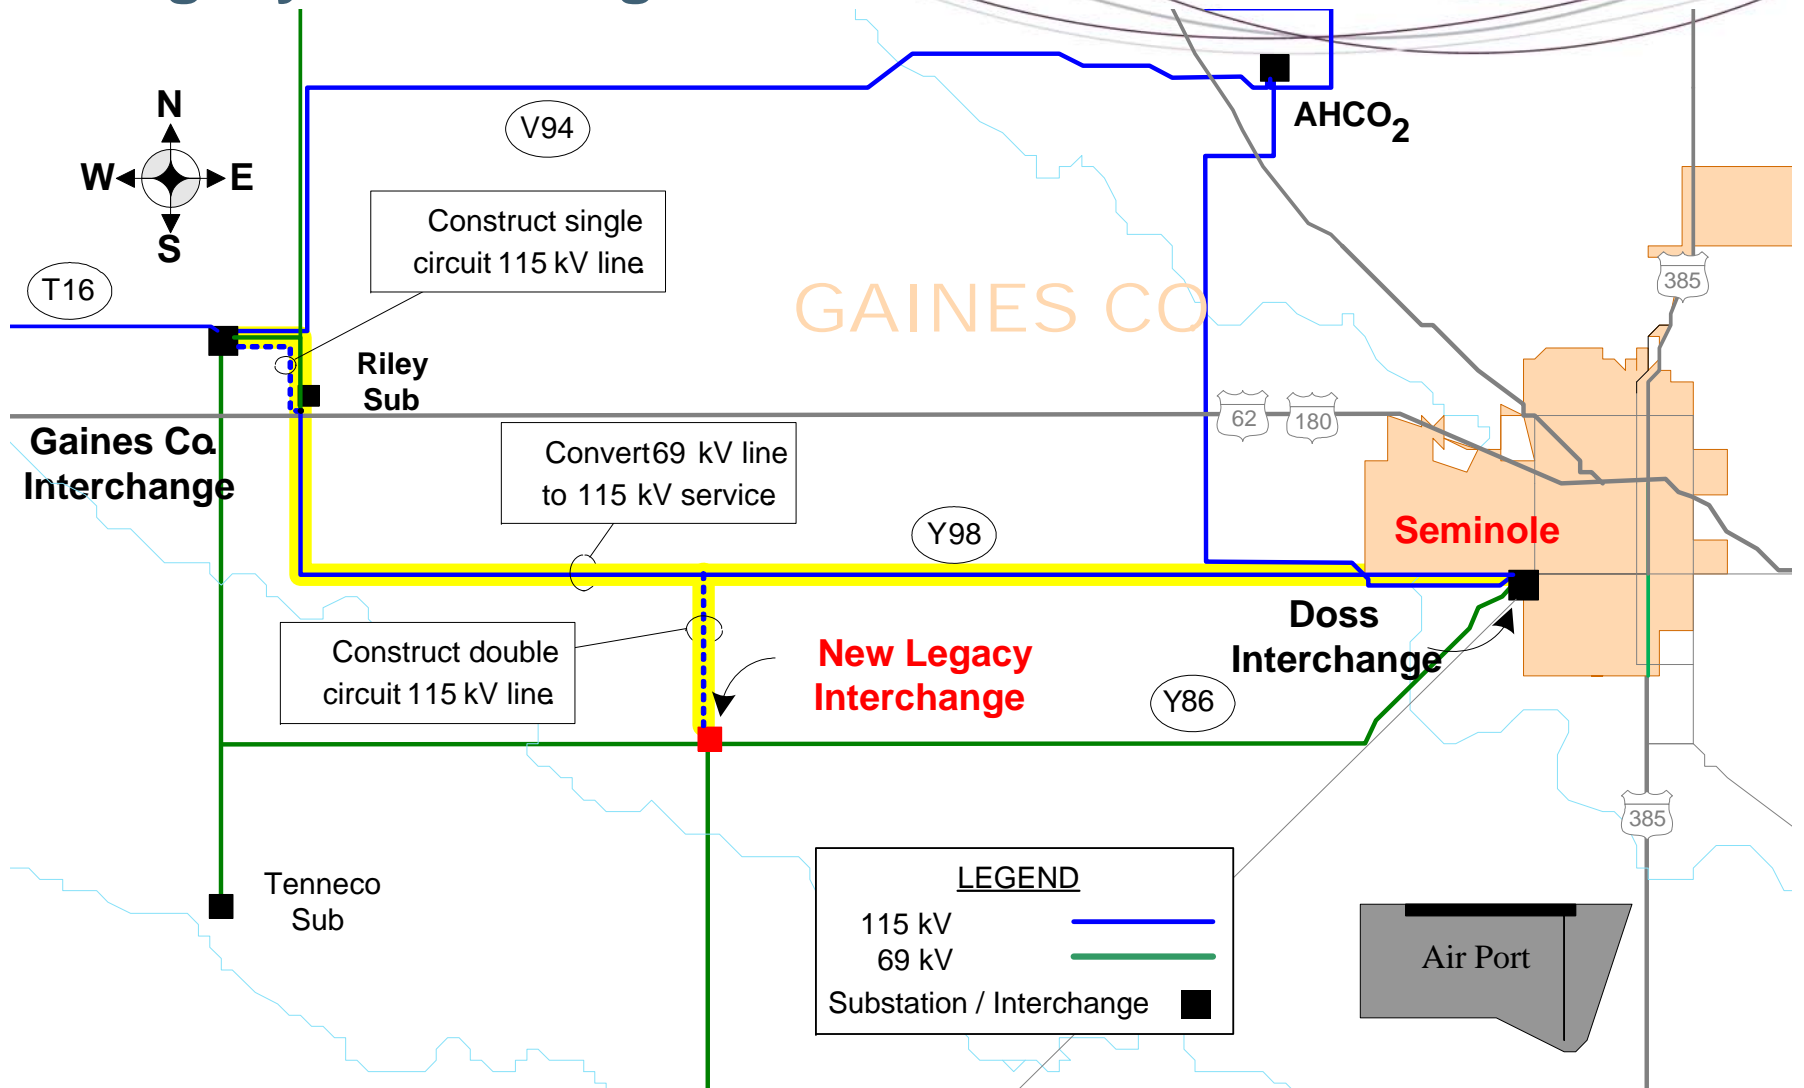 N
W E
S
V94
AHCO2
Construct single
circuit 115 kV line.
T16
GAINES CO
385
Riley
Sub
62 180
Gaines Co.
Interchange
Convert 69 kV line
to 115 kV service
Y98
Seminole
Doss
Interchange
Construct double
circuit 115 kV line.
New Legacy
Interchange
Y86
385
Tenneco
Sub
LEGEND
115 kV
69 kV
Substation / Interchange
Air Port